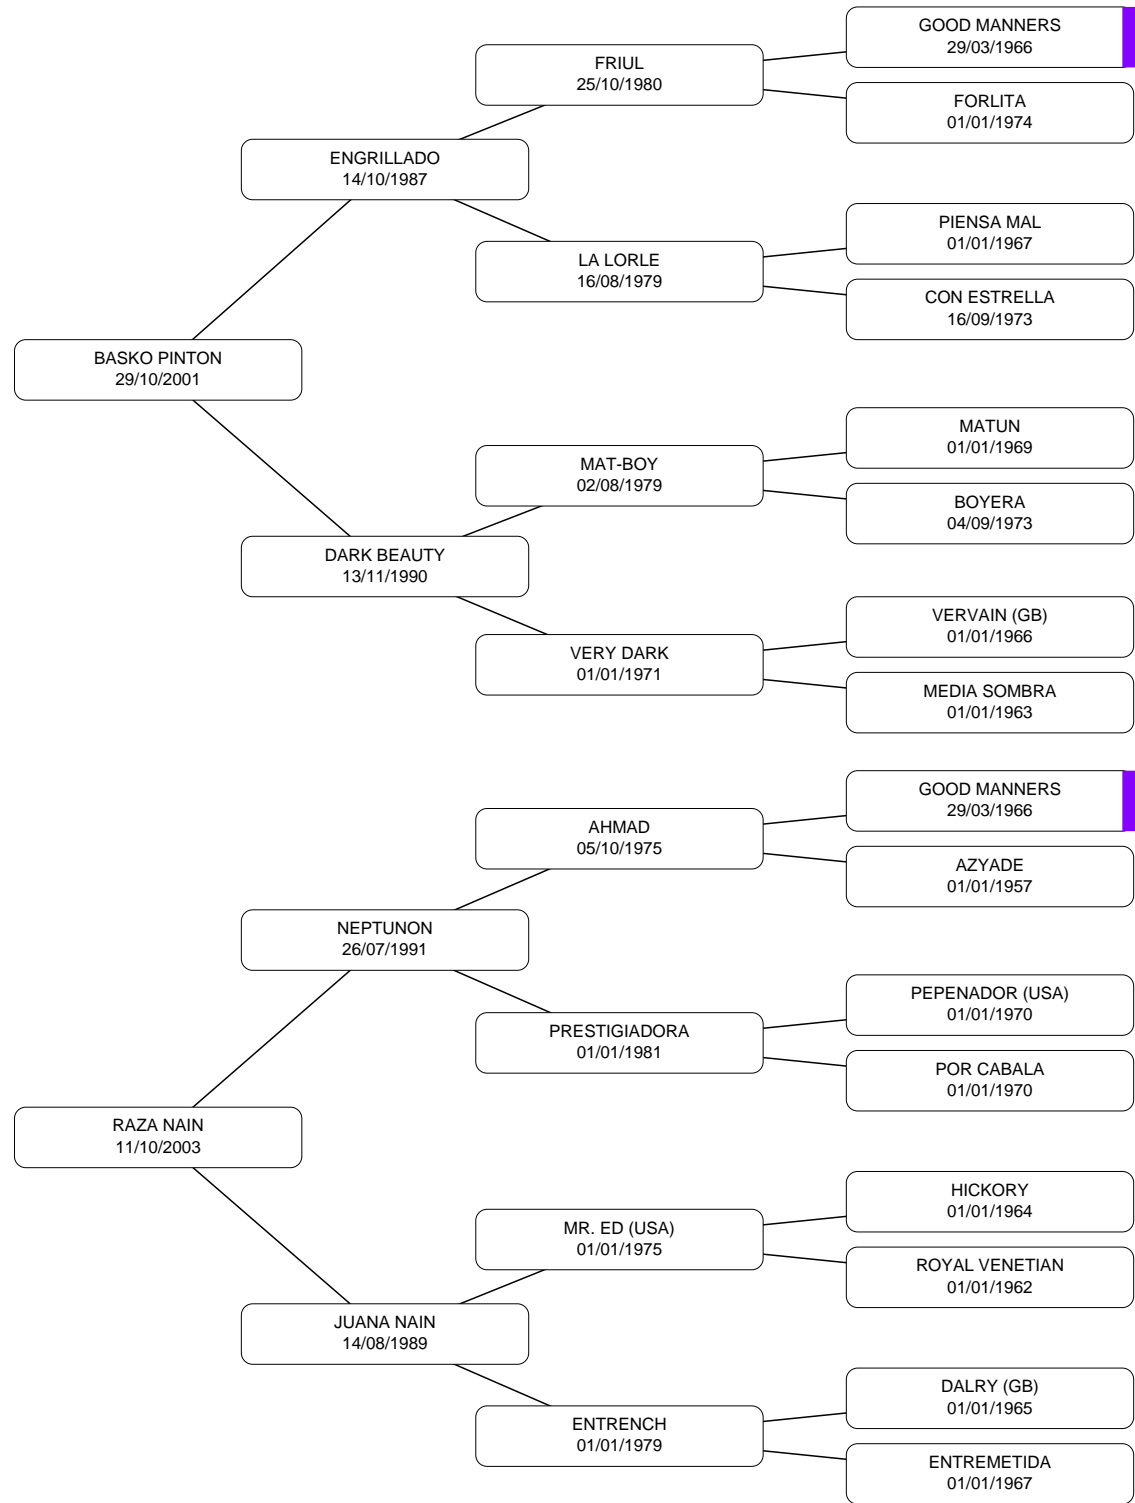 GOOD MANNERS
29/03/1966
FRIUL
25/10/1980
FORLITA
01/01/1974
ENGRILLADO
14/10/1987
PIENSA MAL
01/01/1967
LA LORLE
16/08/1979
CON ESTRELLA
16/09/1973
BASKO PINTON
29/10/2001
MATUN
01/01/1969
MAT-BOY
02/08/1979
BOYERA
04/09/1973
DARK BEAUTY
13/11/1990
VERVAIN (GB)
01/01/1966
VERY DARK
01/01/1971
MEDIA SOMBRA
01/01/1963
GOOD MANNERS
29/03/1966
AHMAD
05/10/1975
AZYADE
01/01/1957
NEPTUNON
26/07/1991
PEPENADOR (USA)
01/01/1970
PRESTIGIADORA
01/01/1981
POR CABALA
01/01/1970
RAZA NAIN
11/10/2003
HICKORY
01/01/1964
MR. ED (USA)
01/01/1975
ROYAL VENETIAN
01/01/1962
JUANA NAIN
14/08/1989
DALRY (GB)
01/01/1965
ENTRENCH
01/01/1979
ENTREMETIDA
01/01/1967